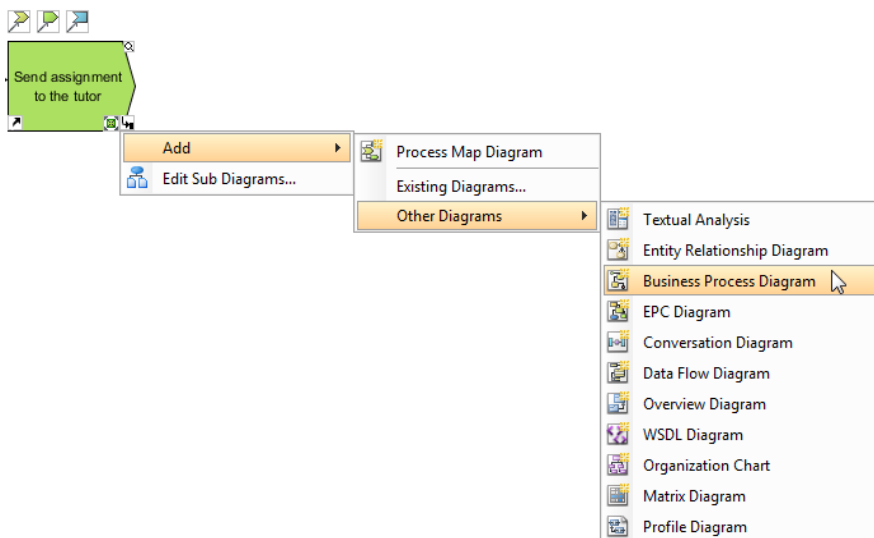 Send assignment
to the tutor
Add
Edit Sub Diagrams...
Process Map Diagram
Existing Diagrams...
Other Diagrams
Textual Analysis
Entity Relationship Diagram
Business Process Diagram
EPC Diagram
Conversation Diagram
Data Flow Diagram
Overview Diagram
WSDL Diagram
Organization Chart
Matrix Diagram
Profile Diagram